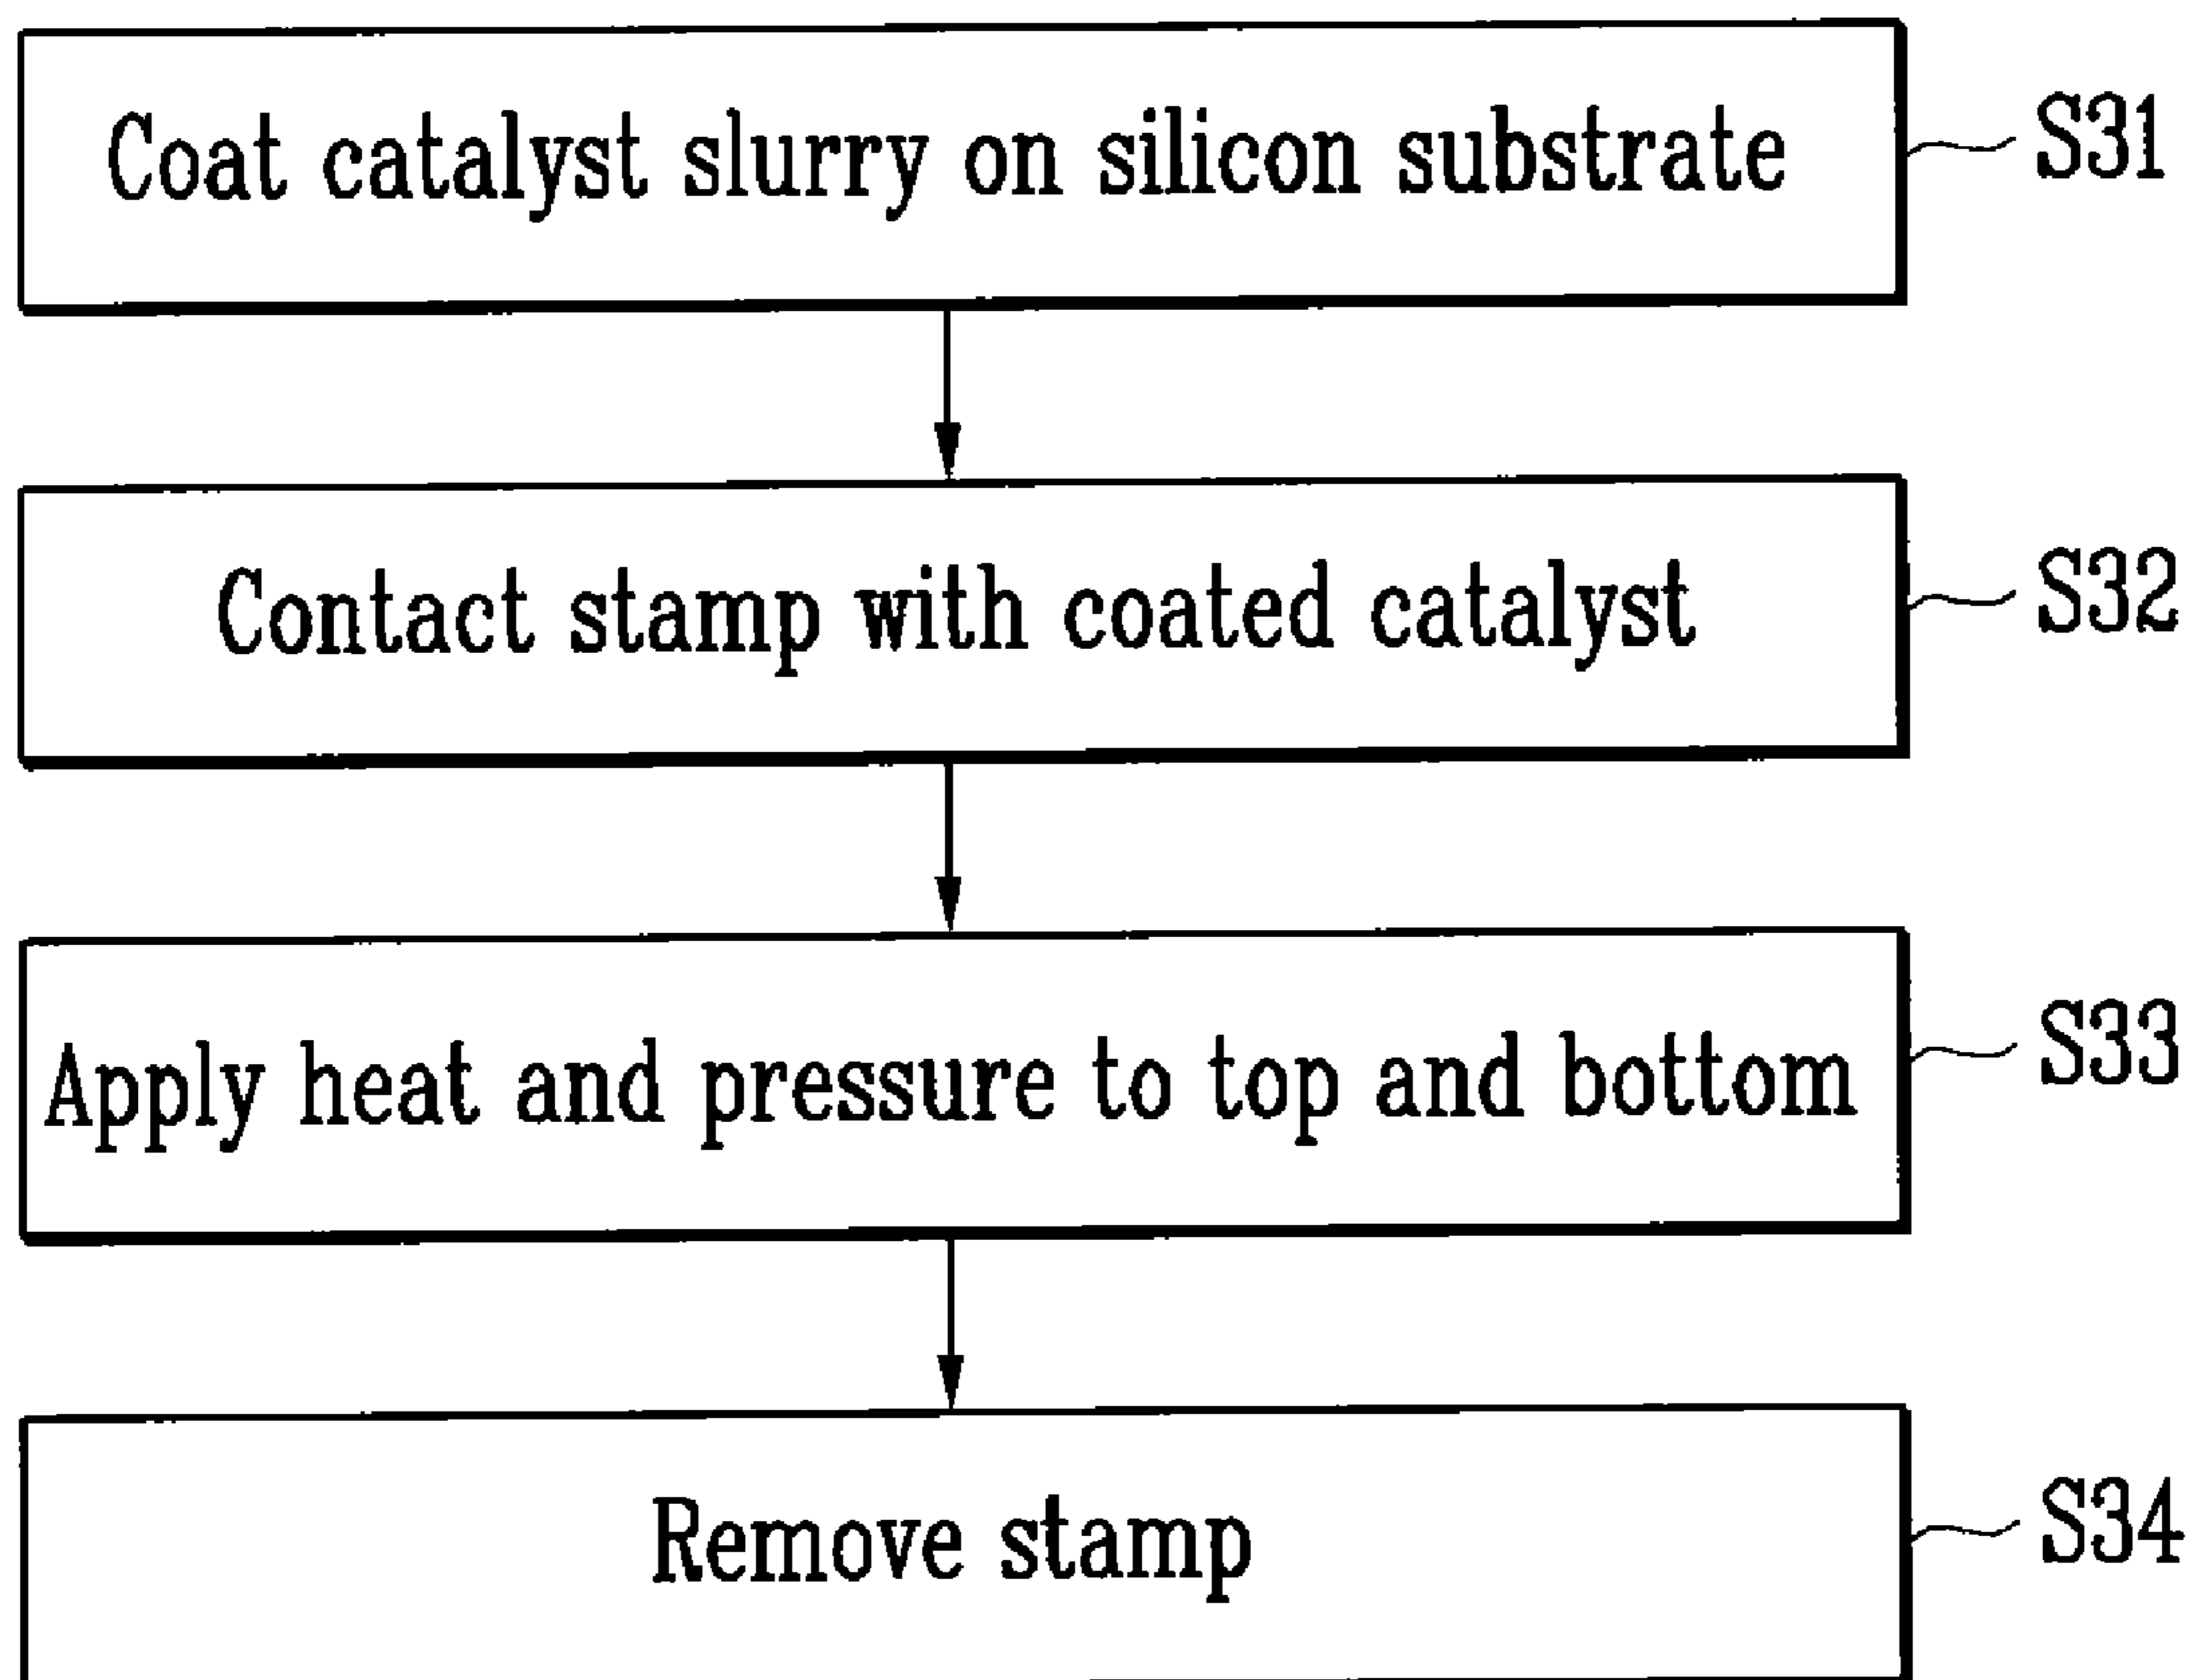 Coat catalyst slurry on silicon substrate
S31
Contact stamp with coated catalyst
S32
Apply heat and pressure to top and bottom
S33
Remove stamp
S34